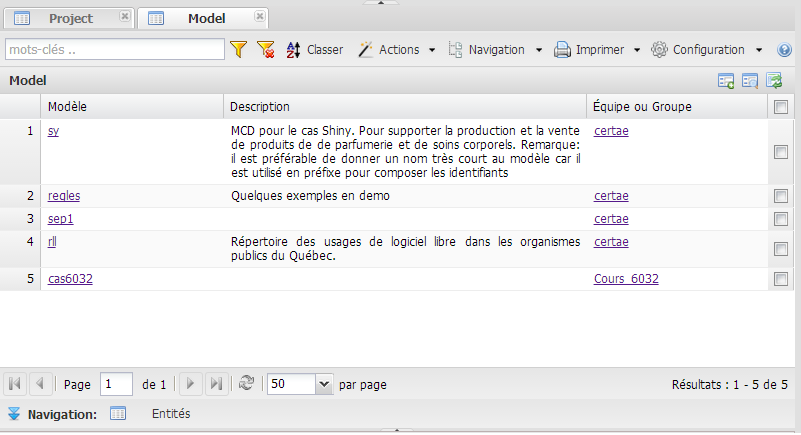 Project
Model
mots-clés ..
Classer
Actions
Navigation
Imprimer
Configuration
Model
Modèle
Description
Équipe ou Groupe
1
sy
MCD pour le cas Shiny. Pour supporter la production et la vente
de produits de de parfumerie et de soins corporels. Remarque:
il est préférable de donner un nom très court au modèle car il
est utilisé en préfixe pour composer les identifiants
certae
2
regles
Quelques exemples en demo
certae
3
sep1
certae
4
rll
Répertoire des usages de logiciel libre dans les organismes
publics du Québec.
certae
5
cas6032
Cours_6032
Page 1 de 1
50 par page
Résultats : 1 - 5 de 5
Navigation:
Entités